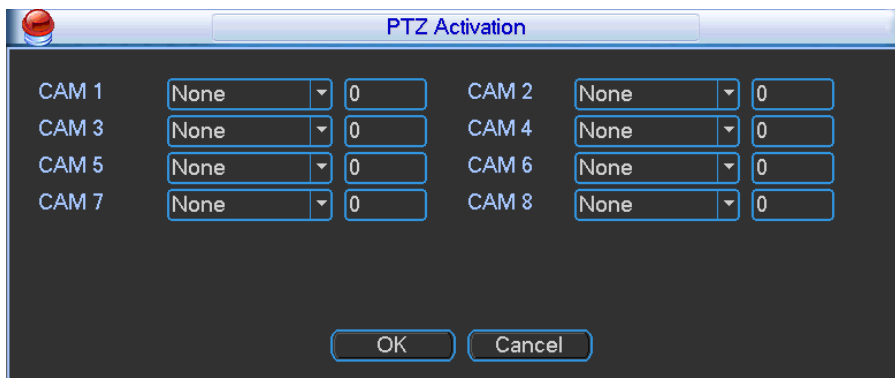 PTZ Activation
CAM 1 None 0 CAM 2 None 0
CAM 3 None 0 CAM 4 None 0
CAM 5 None 0 CAM 6 None 0
CAM 7 None 0 CAM 8 None 0
OK Cancel